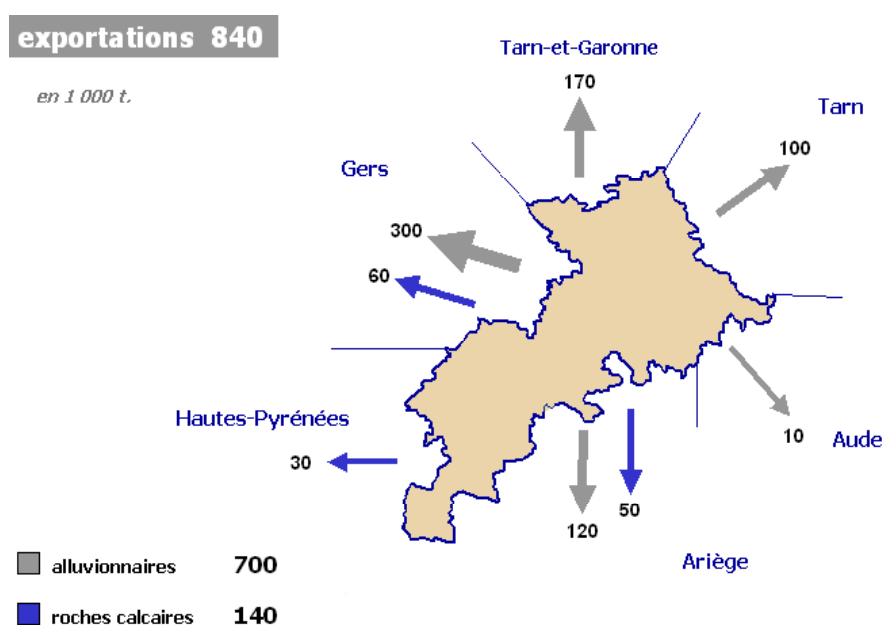 exportations 840
en 1 000 t.
Tarn-et-Garonne
170
Tarn
100
Gers
300
60
Hautes-Pyrénées
30
10
Aude
50
120
Ariège
alluvionnaires 700
roches calcaires 140